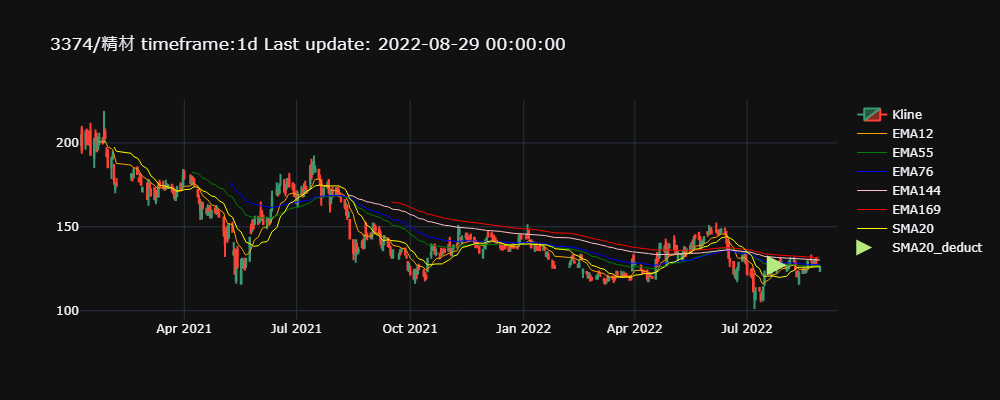 3374/精材 timeframe:1d Last update: 2022-08-29 00:00:00
200
150
100
Apr 2021
Jul 2021
Oct 2021
Jan 2022
Apr 2022
Jul 2022
Kline
EMA12
EMA55
EMA76
EMA144
EMA169
SMA20
SMA20_deduct